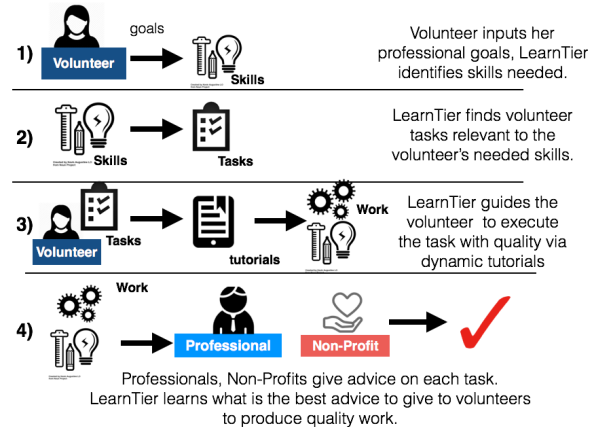 goals
1)
Volunteer
Skills
Volunteer inputs her
professional goals, LearnTier
identifies skills needed.
2)
Skills
Tasks
LearnTier finds volunteer
tasks relevant to the
volunteer's needed skills.
3)
Volunteer
Tasks
tutorials
Work
LearnTier guides the
volunteer to execute
the task with quality via
dynamic tutorials
Work
4)
Professional
Non-Profit
Professionals, Non-Profits give advice on each task.
LearnTier learns what is the best advice to give to volunteers
to produce quality work.